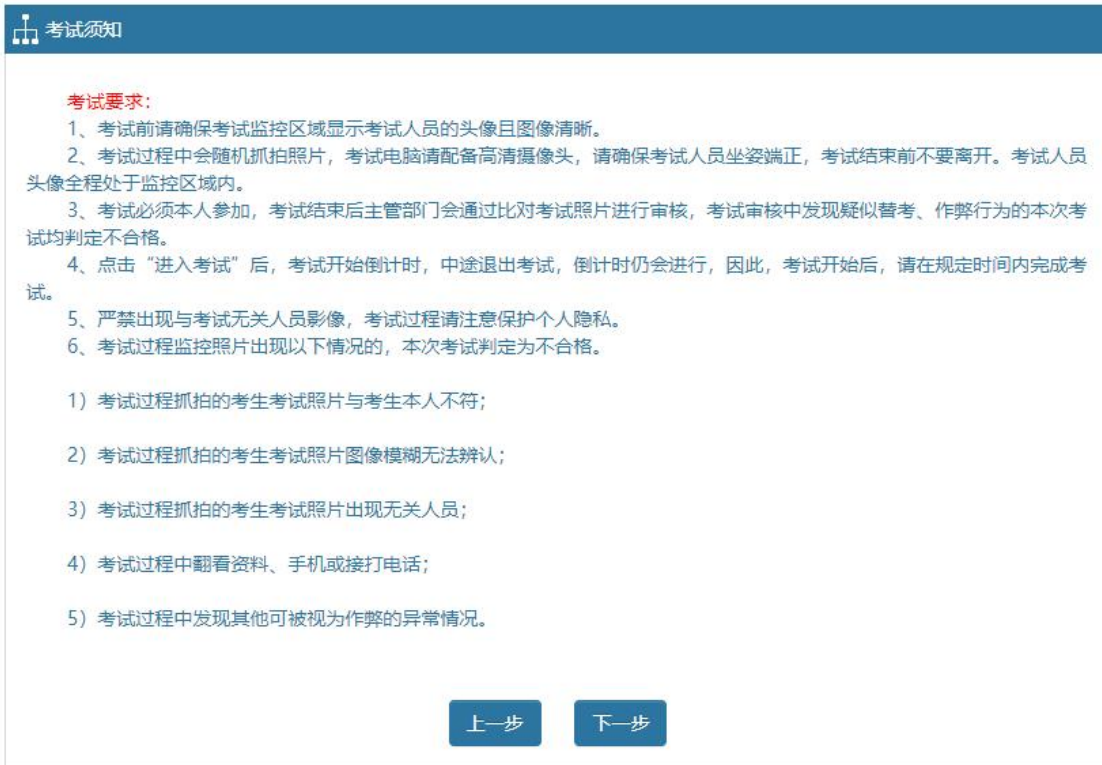 考试须知
考试要求：
1、考试前请确保考试监控区域显示考试人员的头像且图像清晰。
2、考试过程中会随机抓拍照片，考试电脑请配备高清摄像头，请确保考试人员坐姿端正，考试结束前不要离开。考试人员
头像全程处于监控区域内。
3、考试必须本人参加，考试结束后主管部门会通过比对考试照片进行审核，考试审核中发现疑似替考、作弊行为的本次考
试均判定不合格。
4、点击“进入考试”后，考试开始倒计时，中途退出考试，倒计时仍会进行，因此，考试开始后，请在规定时间内完成考
试。
5、严禁出现与考试无关人员影像，考试过程请注意保护个人隐私。
6、考试过程监控照片出现以下情况的，本次考试判定为不合格。
1）考试过程抓拍的考生考试照片与考生本人不符；
2）考试过程抓拍的考生考试照片图像模糊无法辨认；
3）考试过程抓拍的考生考试照片出现无关人员；
4）考试过程中翻看资料、手机或接打电话；
5）考试过程中发现其他可被视为作弊的异常情况。
上一步 下一步